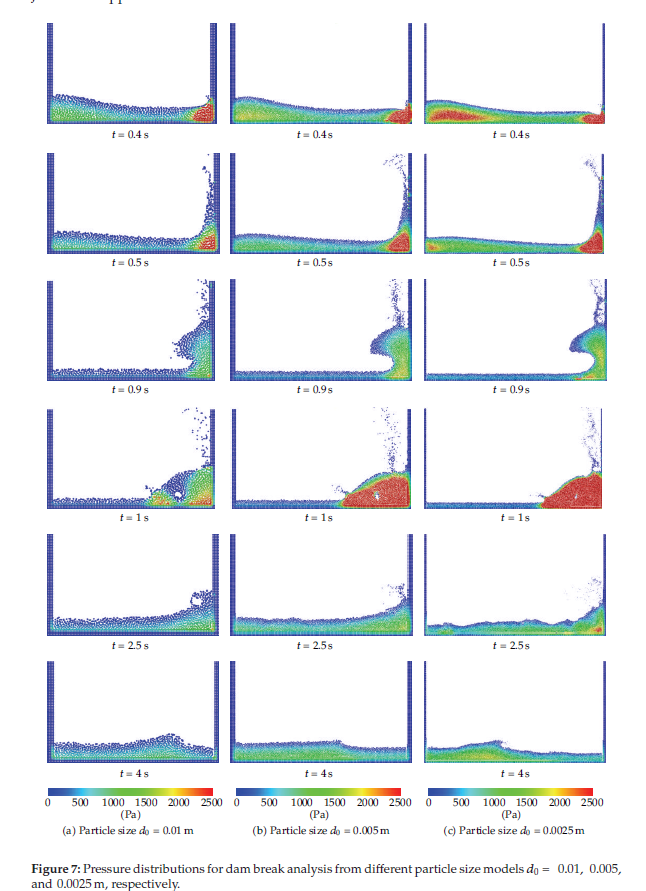 t = 0.4 s t = 0.4 s t = 0.4 s
t = 0.5 s t = 0.5 s t = 0.5 s
t = 0.9 s t = 0.9 s t = 0.9 s
t = 1 s t = 1 s t = 1 s
t = 2.5 s t = 2.5 s t = 2.5 s
t = 4 s t = 4 s t = 4 s
0 500 1000 1500 2000 2500 0 500 1000 1500 2000 2500 0 500 1000 1500 2000 2500
(Pa) (Pa) (Pa)
(a) Particle size d₀ = 0.01 m (b) Particle size d₀ = 0.005 m (c) Particle size d₀ = 0.0025 m
Figure 7: Pressure distributions for dam break analysis from different particle size models d₀ = 0.01, 0.005,
and 0.0025 m, respectively.